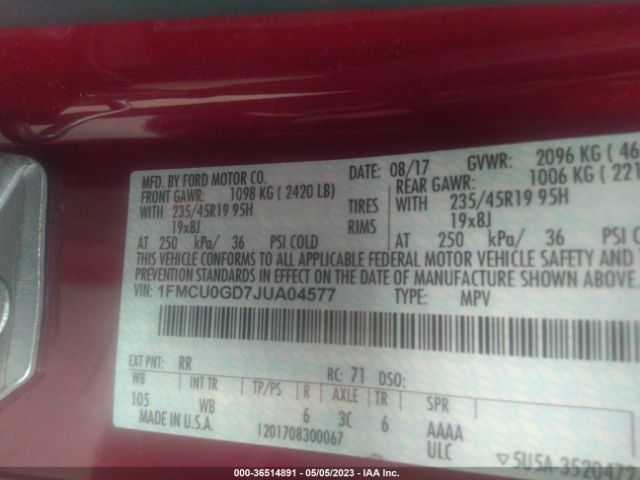 MFD. BY FORD MOTOR CO. DATE: 08/17 GVWR: 2096 KG ( 46
FRONT GAWR: 1098 KG ( 2420 LB) REAR GAWR: 1006 KG ( 221
WITH 235/45R19 95H TIRES WITH 235/45R19 95H
19x8J RIMS 19x8J
AT 250 kPa/ 36 PSI COLD AT 250 kPa/ 36 PSI CO
THIS VEHICLE CONFORMS TO ALL APPLICABLE FEDERAL MOTOR VEHICLE SAFETY AND
PREVENTION STANDARDS IN EFFECT ON THE DATE OF MANUFACTURE SHOWN ABOVE.
VIN: 1FMCU0GD7JUA04577 TYPE: MPV
EXT PNT: RR RC: 71 DSO:
WB INT TR TP/PS R AXLE TR SPR
105 WB 6 3C 6 AAAA
MADE IN U.S.A. 1201708300067 ULC
5U5A-3520472
000-36514891 - 05/05/2023 - IAA Inc.